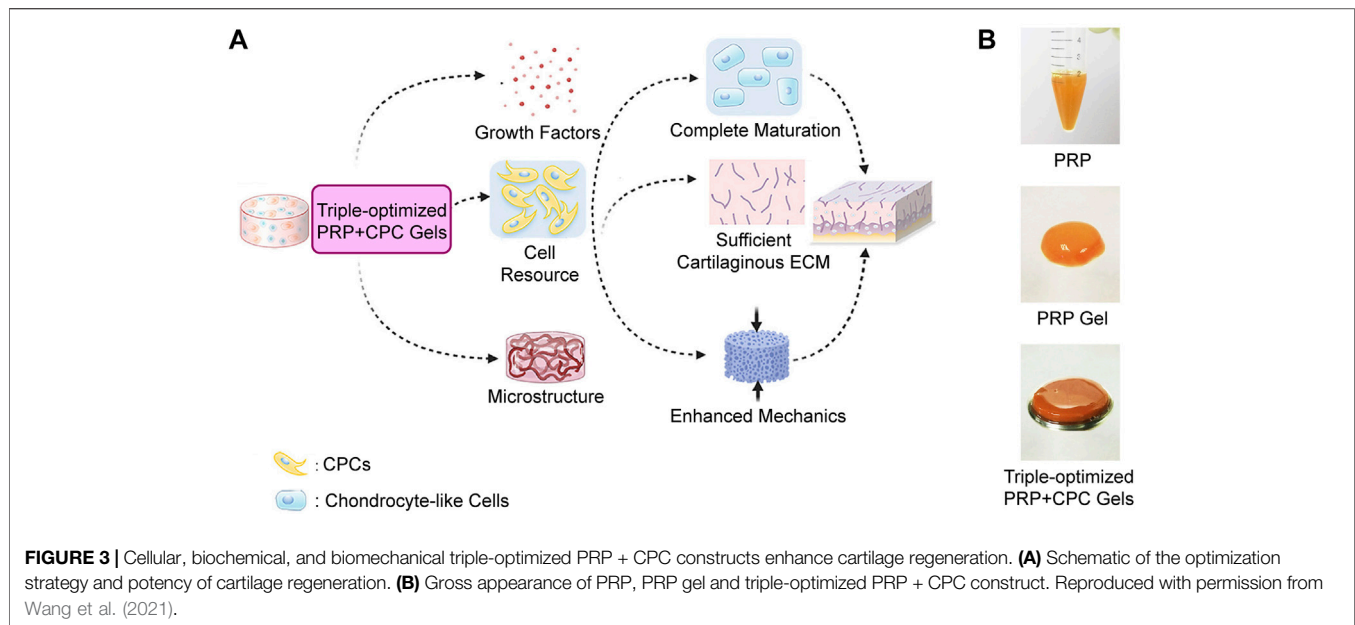 A
Growth Factors
Complete Maturation
Triple-optimized
PRP+CPC Gels
Cell
Resource
Sufficient
Cartilaginous ECM
Microstructure
Enhanced Mechanics
: CPCs
: Chondrocyte-like Cells
B
4
2
PRP
PRP Gel
Triple-optimized
PRP+CPC Gels
FIGURE 3 | Cellular, biochemical, and biomechanical triple-optimized PRP + CPC constructs enhance cartilage regeneration. (A) Schematic of the optimization
strategy and potency of cartilage regeneration. (B) Gross appearance of PRP, PRP gel and triple-optimized PRP + CPC construct. Reproduced with permission from
Wang et al. (2021).